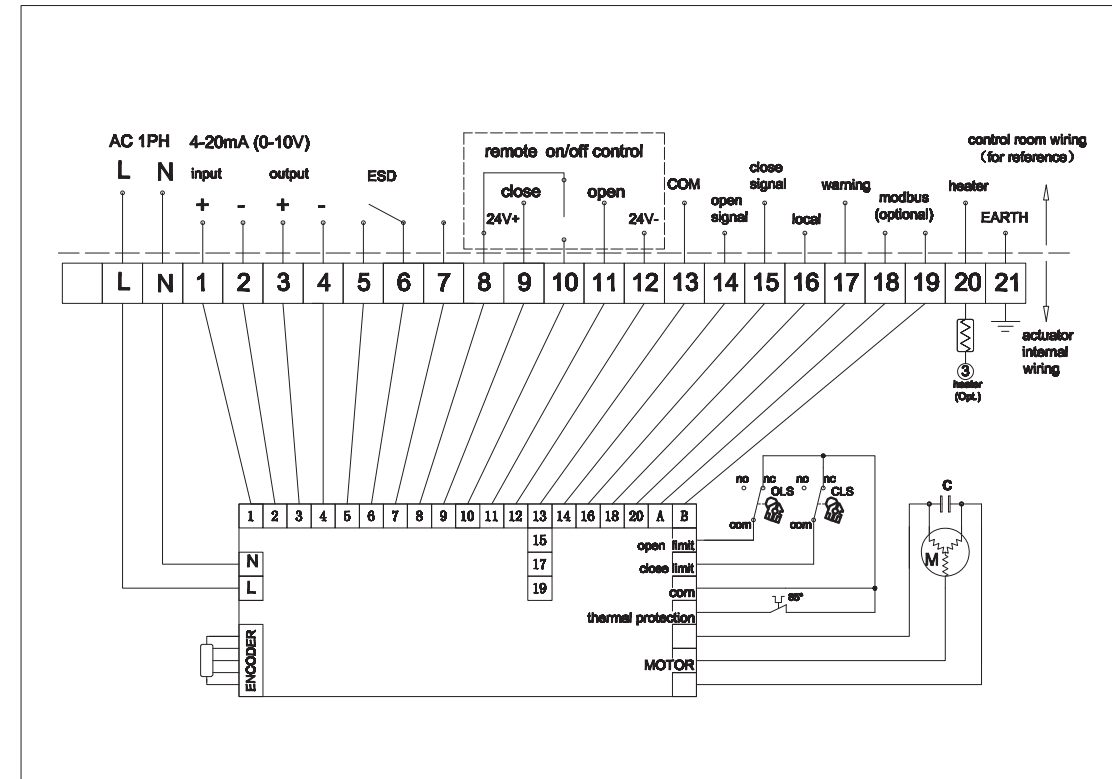 AC 1PH 4-20mA (0-10V)
L N input output ESD
+ - + -
remote on/off control
close open
24V+ 24V-
COM
open
signal
close
signal
local
warning
modbus
(optional)
heater
EARTH
control room wiring
(for reference)
L N 1 2 3 4 5 6 7 8 9 10 11 12 13 14 15 16 17 18 19 20 21
actuator
internal
wiring
3
heater
(Opt.)
no nc no nc
OLS CLS
com com
C
M
1 2 3 4 5 6 7 8 9 10 11 12 13 14 16 18 20 A B
15
17
19
N
L
ENCODER
open limit
close limit
com
thermal protection
85°
MOTOR